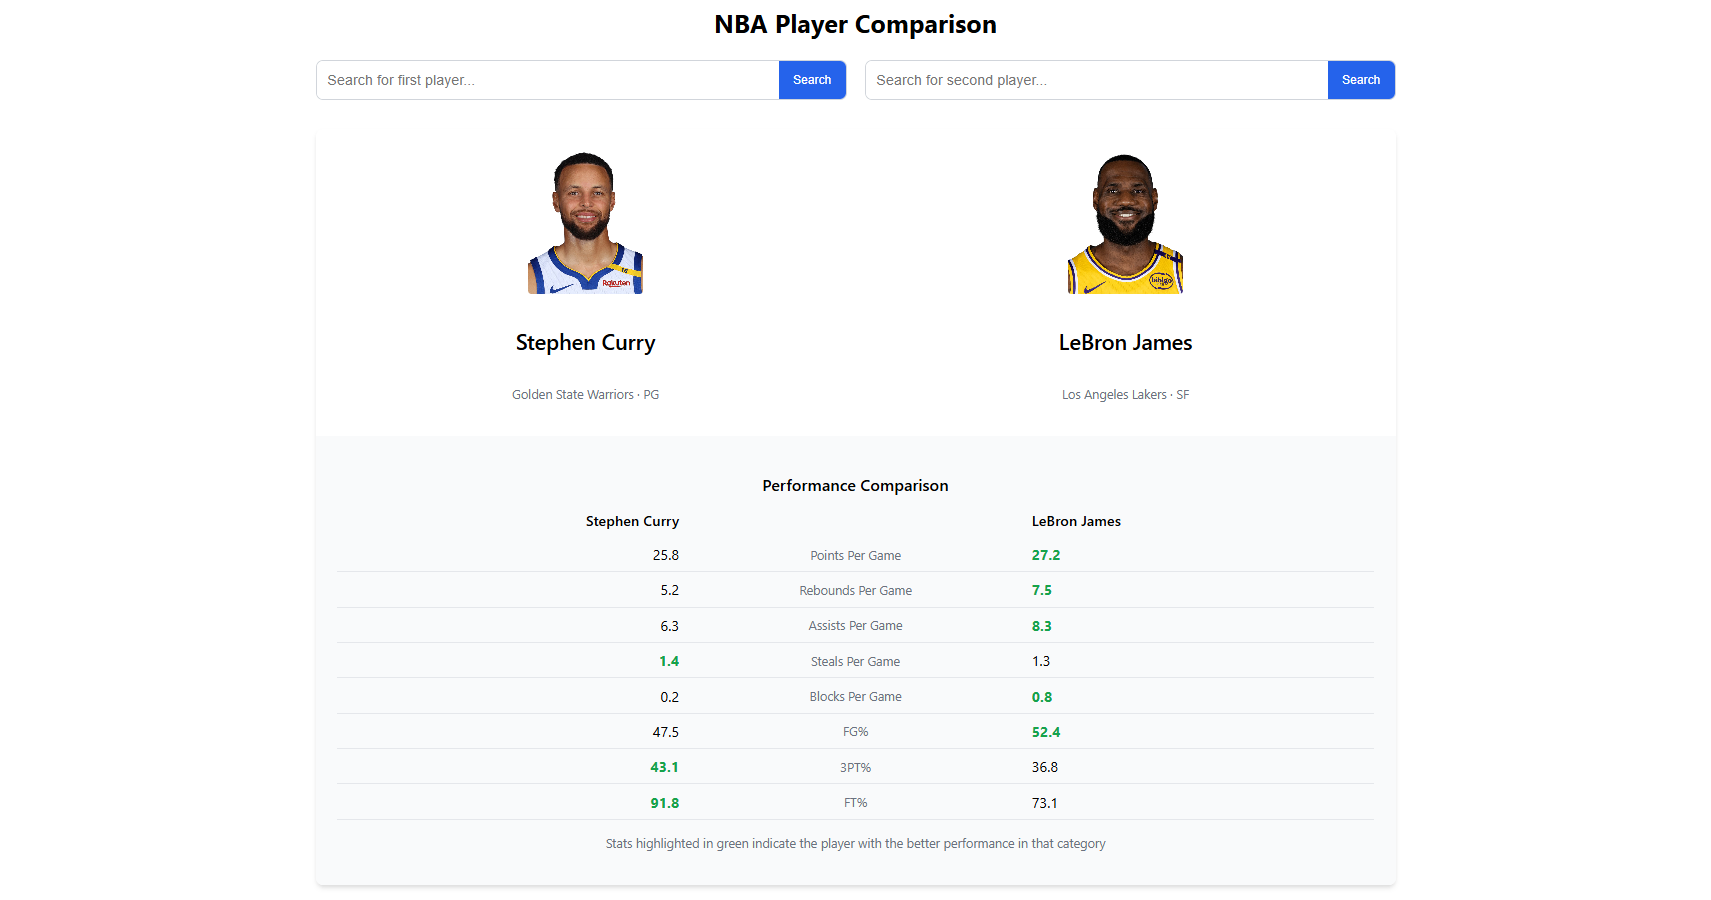 NBA Player Comparison
Search for first player... Search Search for second player... Search
Rakuten bibigo
Stephen Curry LeBron James
Golden State Warriors · PG Los Angeles Lakers · SF
Performance Comparison
Stephen Curry LeBron James
25.8 Points Per Game 27.2
5.2 Rebounds Per Game 7.5
6.3 Assists Per Game 8.3
1.4 Steals Per Game 1.3
0.2 Blocks Per Game 0.8
47.5 FG% 52.4
43.1 3PT% 36.8
91.8 FT% 73.1
Stats highlighted in green indicate the player with the better performance in that category